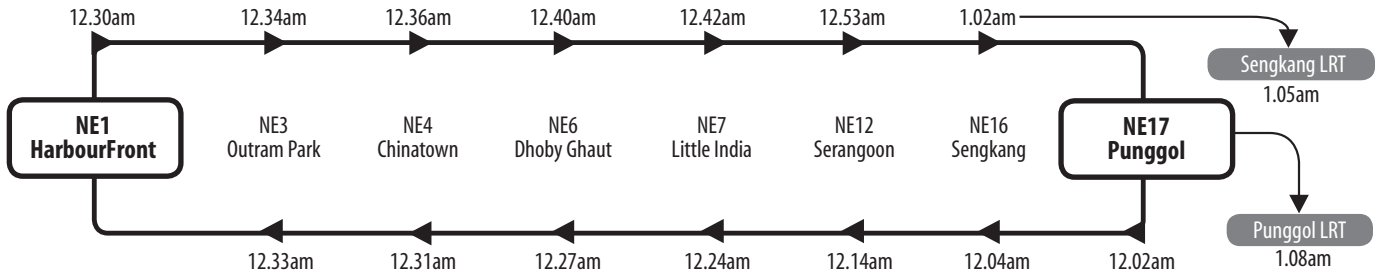 12.30am 12.34am 12.36am 12.40am 12.42am 12.53am 1.02am
Sengkang LRT
1.05am
NE1
HarbourFront
NE3
Outram Park
NE4
Chinatown
NE6
Dhoby Ghaut
NE7
Little India
NE12
Serangoon
NE16
Sengkang
NE17
Punggol
Punggol LRT
1.08am
12.33am 12.31am 12.27am 12.24am 12.14am 12.04am 12.02am